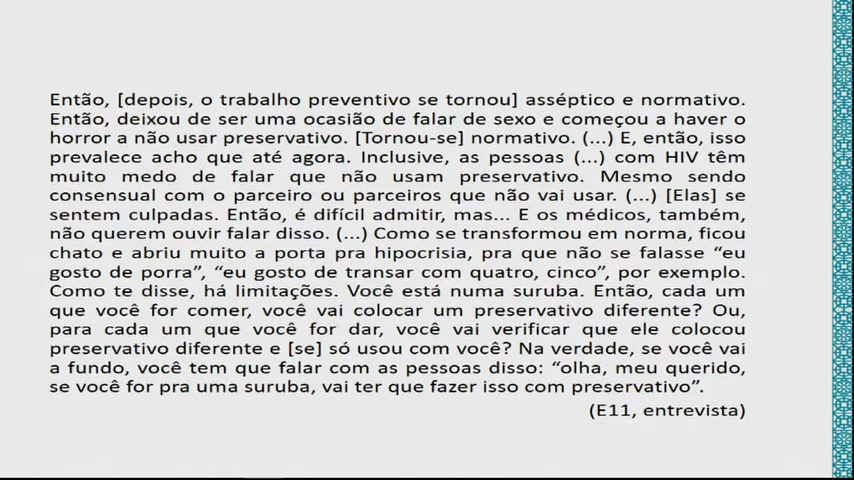 Então, [depois, o trabalho preventivo se tornou] asséptico e normativo.
Então, deixou de ser uma ocasião de falar de sexo e começou a haver o
horror a não usar preservativo. [Tornou-se] normativo. (...) E, então, isso
prevalece acho que até agora. Inclusive, as pessoas (...) com HIV têm
muito medo de falar que não usam preservativo. Mesmo sendo
consensual com o parceiro ou parceiros que não vai usar. (...) [Elas] se
sentem culpadas. Então, é difícil admitir, mas... E os médicos, também,
não querem ouvir falar disso. (...) Como se transformou em norma, ficou
chato e abriu muito a porta pra hipocrisia, pra que não se falasse “eu
gosto de porra”, “eu gosto de transar com quatro, cinco”, por exemplo.
Como te disse, há limitações. Você está numa suruba. Então, cada um
que você for comer, você vai colocar um preservativo diferente? Ou,
para cada um que você for dar, você vai verificar que ele colocou
preservativo diferente e [se] só usou com você? Na verdade, se você vai
a fundo, você tem que falar com as pessoas disso: “olha, meu querido,
se você for pra uma suruba, vai ter que fazer isso com preservativo”.
(E11, entrevista)